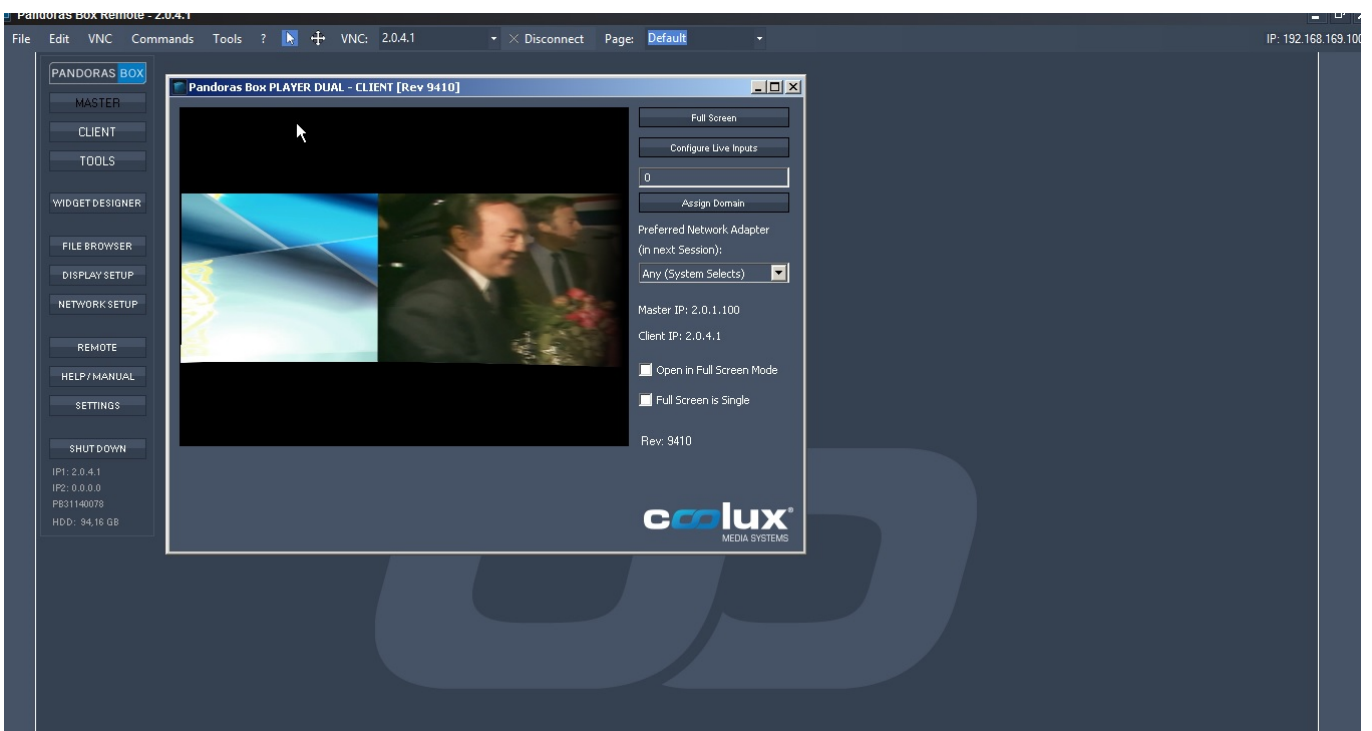 Pandoras Box Remote - 2.0.4.1
File Edit VNC Commands Tools ? VNC: 2.0.4.1 Disconnect Page: Default IP: 192.168.169.100
PANDORAS BOX
MASTER
CLIENT
TOOLS
WIDGET DESIGNER
FILE BROWSER
DISPLAY SETUP
NETWORK SETUP
REMOTE
HELP / MANUAL
SETTINGS
SHUT DOWN
IP1: 2.0.4.1
IP2: 0.0.0.0
PB31140078
HDD: 94,16 GB
Pandoras Box PLAYER DUAL - CLIENT [Rev 9410]
Full Screen
Configure Live Inputs
0
Assign Domain
Preferred Network Adapter
(in next Session):
Any (System Selects)
Master IP: 2.0.1.100
Client IP: 2.0.4.1
Open in Full Screen Mode
Full Screen is Single
Rev: 9410
coolux
MEDIA SYSTEMS